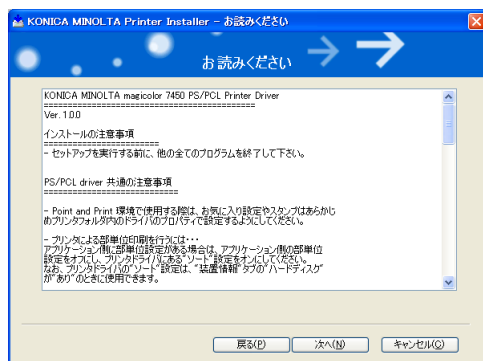 KONICA MINOLTA Printer Installer - お読みください
お読みください
KONICA MINOLTA magicolor 7450 PS/PCL Printer Driver
===============================================
Ver. 1.0.0
インストールの注意事項
==========================
- セットアップを実行する前に、他の全てのプログラムを終了して下さい。
PS/PCL driver 共通の注意事項
==============================
- Point and Print 環境で使用する際は、お気に入り設定やスタンプはあらかじ
めプリンタフォルダ内のドライバのプロパティで設定するようにしてください。
- プリンタによる部単位印刷を行うには・・・
アプリケーション側に部単位設定がある場合は、アプリケーション側の部単位
設定をオフにし、プリンタドライバにある"ソート"設定をオンにしてください。
なお、プリンタドライバの"ソート"設定は、"装置情報"タブの"ハードディスク"
が"あり"のときに使用できます。
戻る(P)
次へ(N)
キャンセル(C)